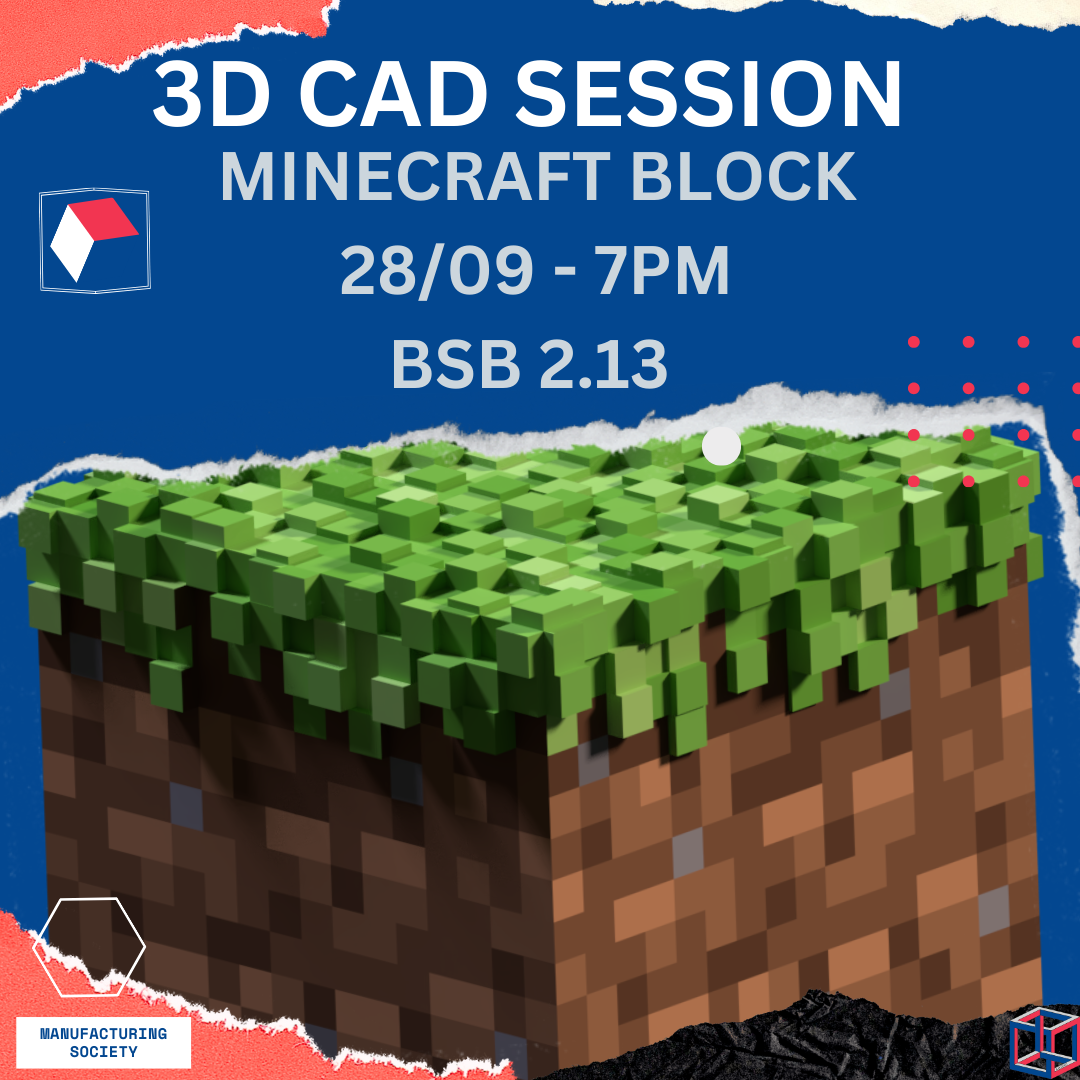 3D CAD SESSION
MINECRAFT BLOCK
28/09 - 7PM
BSB 2.13
MANUFACTURING
SOCIETY